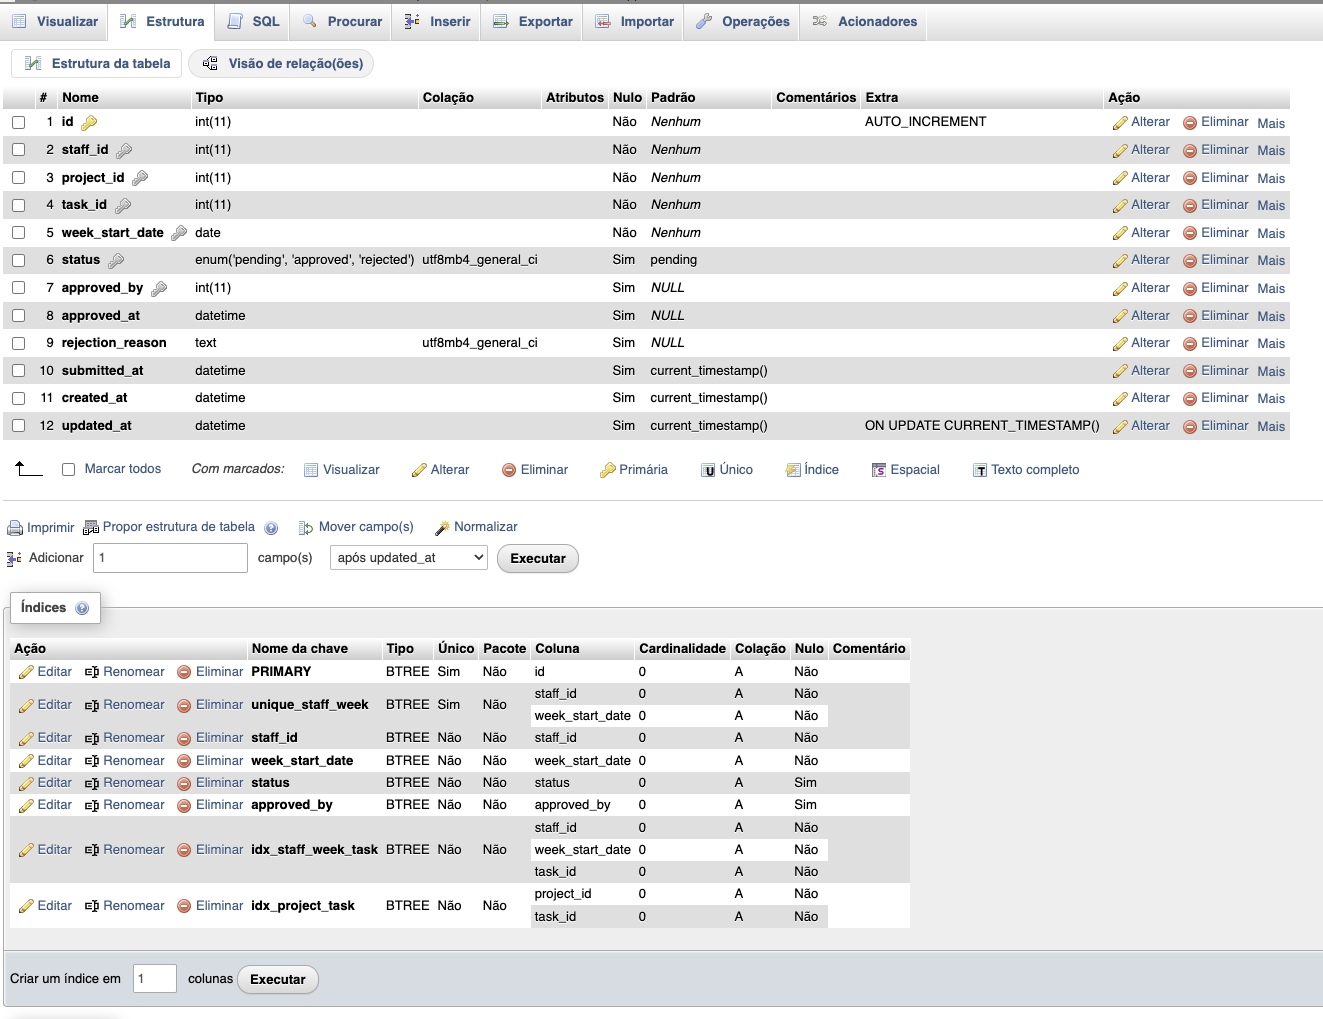 Visualizar Estrutura SQL Procurar Inserir Exportar Importar Operações Acionadores
Estrutura da tabela Visão de relação(ões)
# Nome Tipo Colação Atributos Nulo Padrão Comentários Extra Ação
1 id int(11) Não Nenhum AUTO_INCREMENT Alterar Eliminar Mais
2 staff_id int(11) Não Nenhum Alterar Eliminar Mais
3 project_id int(11) Não Nenhum Alterar Eliminar Mais
4 task_id int(11) Não Nenhum Alterar Eliminar Mais
5 week_start_date date Não Nenhum Alterar Eliminar Mais
6 status enum('pending', 'approved', 'rejected') utf8mb4_general_ci Sim pending Alterar Eliminar Mais
7 approved_by int(11) Sim NULL Alterar Eliminar Mais
8 approved_at datetime Sim NULL Alterar Eliminar Mais
9 rejection_reason text utf8mb4_general_ci Sim NULL Alterar Eliminar Mais
10 submitted_at datetime Sim current_timestamp() Alterar Eliminar Mais
11 created_at datetime Sim current_timestamp() Alterar Eliminar Mais
12 updated_at datetime Sim current_timestamp() ON UPDATE CURRENT_TIMESTAMP() Alterar Eliminar Mais
Marcar todos Com marcados: Visualizar Alterar Eliminar Primária Único Índice Espacial Texto completo
Imprimir Propor estrutura de tabela Mover campo(s) Normalizar
Adicionar 1 campo(s) após updated_at Executar
Índices
Ação Nome da chave Tipo Único Pacote Coluna Cardinalidade Colação Nulo Comentário
Editar Renomear Eliminar PRIMARY BTREE Sim Não id 0 A Não
staff_id 0 A Não
Editar Renomear Eliminar unique_staff_week BTREE Sim Não
week_start_date 0 A Não
Editar Renomear Eliminar staff_id BTREE Não Não staff_id 0 A Não
Editar Renomear Eliminar week_start_date BTREE Não Não week_start_date 0 A Não
Editar Renomear Eliminar status BTREE Não Não status 0 A Sim
Editar Renomear Eliminar approved_by BTREE Não Não approved_by 0 A Sim
staff_id 0 A Não
Editar Renomear Eliminar idx_staff_week_task BTREE Não Não week_start_date 0 A Não
task_id 0 A Não
project_id 0 A Não
Editar Renomear Eliminar idx_project_task BTREE Não Não
task_id 0 A Não
Criar um índice em 1 colunas Executar